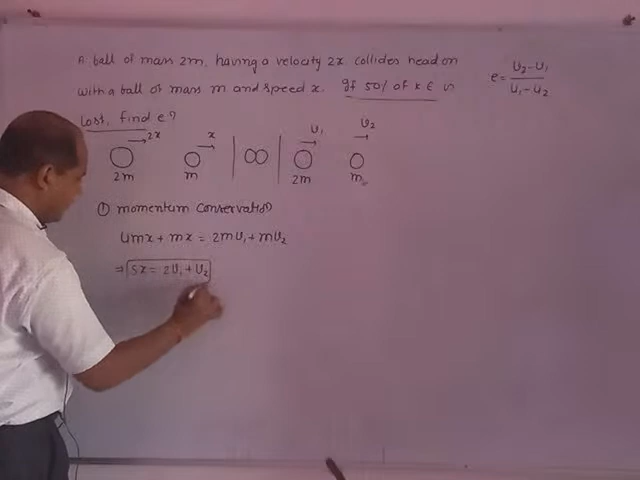 A ball of mass 2m, having a velocity 2x collides head on
with a ball of mass m and speed x. If 50% of K E is
lost, find e?
e = V₂-V₁ / U₁-U₂
2x x V₁ V₂
2m m 2m m
① momentum conservation
4mx + mx = 2mV₁ + mV₂
⇒ 5x = 2V₁ + V₂